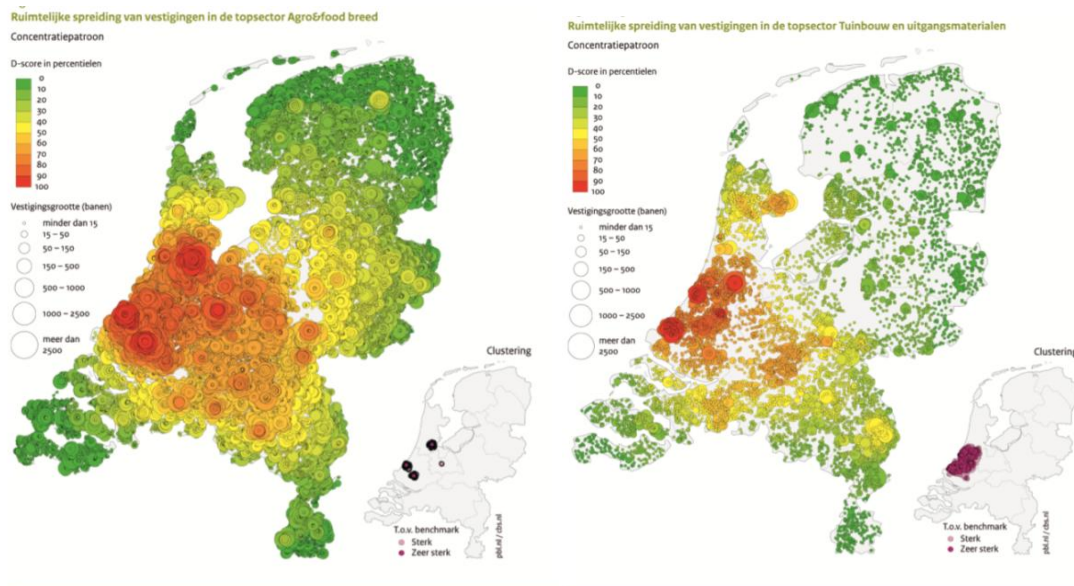 Ruimtelijke spreiding van vestigingen in de topsector Agro&food breed
Concentratiepatroon
D-score in percentielen
0
10
20
30
40
50
60
70
80
90
100
Vestigingsgrootte (banen)
minder dan 15
15 – 50
50 – 150
150 – 500
500 – 1000
1000 – 2500
meer dan
2500
Clustering
T.o.v. benchmark
Sterk
Zeer sterk
pbl.nl / cbs.nl
Ruimtelijke spreiding van vestigingen in de topsector Tuinbouw en uitgangsmaterialen
Concentratiepatroon
D-score in percentielen
0
10
20
30
40
50
60
70
80
90
100
Vestigingsgrootte (banen)
minder dan 15
15 – 50
50 – 150
150 – 500
500 – 1000
1000 – 2500
meer dan
2500
Clustering
T.o.v. benchmark
Sterk
Zeer sterk
pbl.nl / cbs.nl